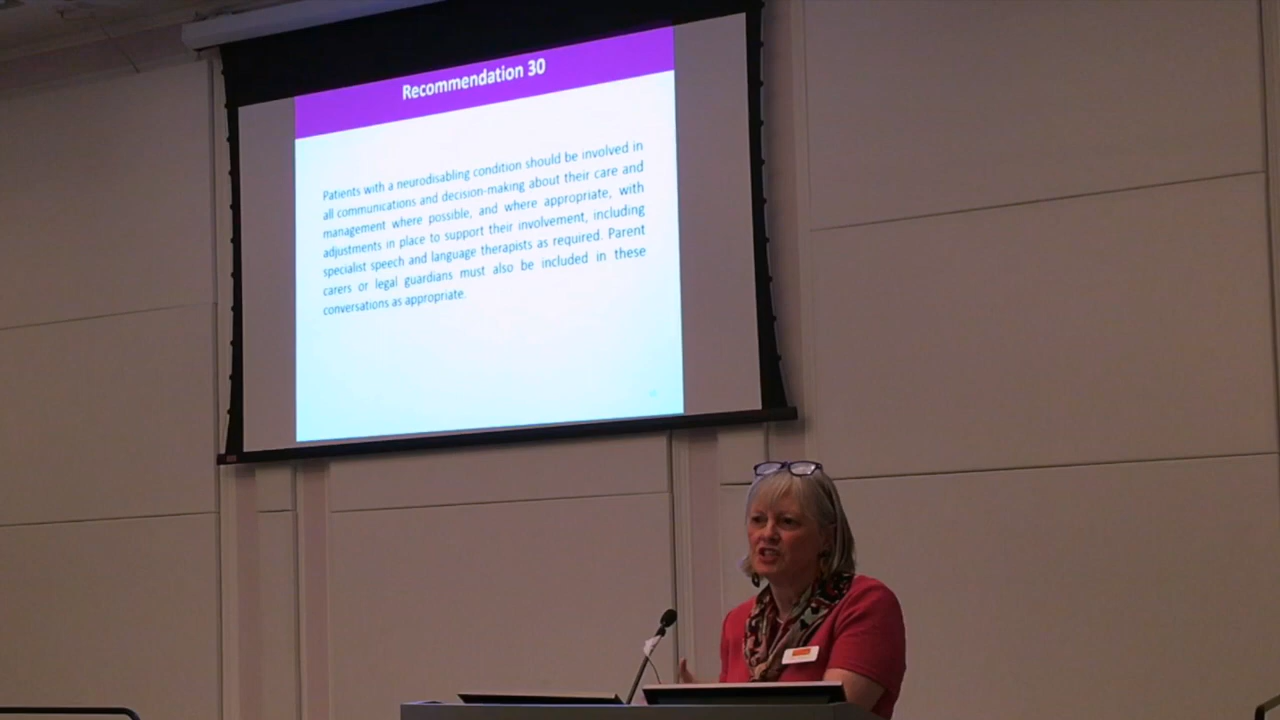 Recommendation 30
Patients with a neurodisabling condition should be involved in
all communications and decision-making about their care and
management where possible, and where appropriate, with
adjustments in place to support their involvement, including
specialist speech and language therapists as required. Parent
carers or legal guardians must also be included in these
conversations as appropriate.